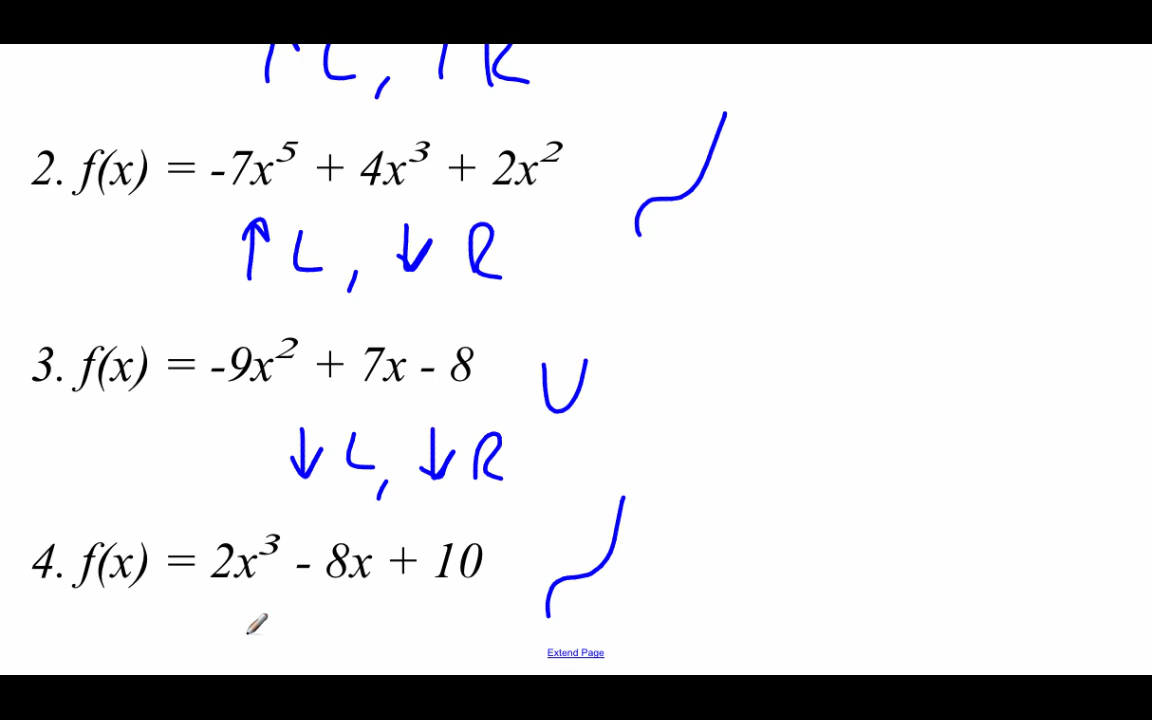 ↑ L, ↑ R
2. f(x) = -7x⁵ + 4x³ + 2x²
↑ L, ↓ R
3. f(x) = -9x² + 7x - 8
↓ L, ↓ R
4. f(x) = 2x³ - 8x + 10
Extend Page